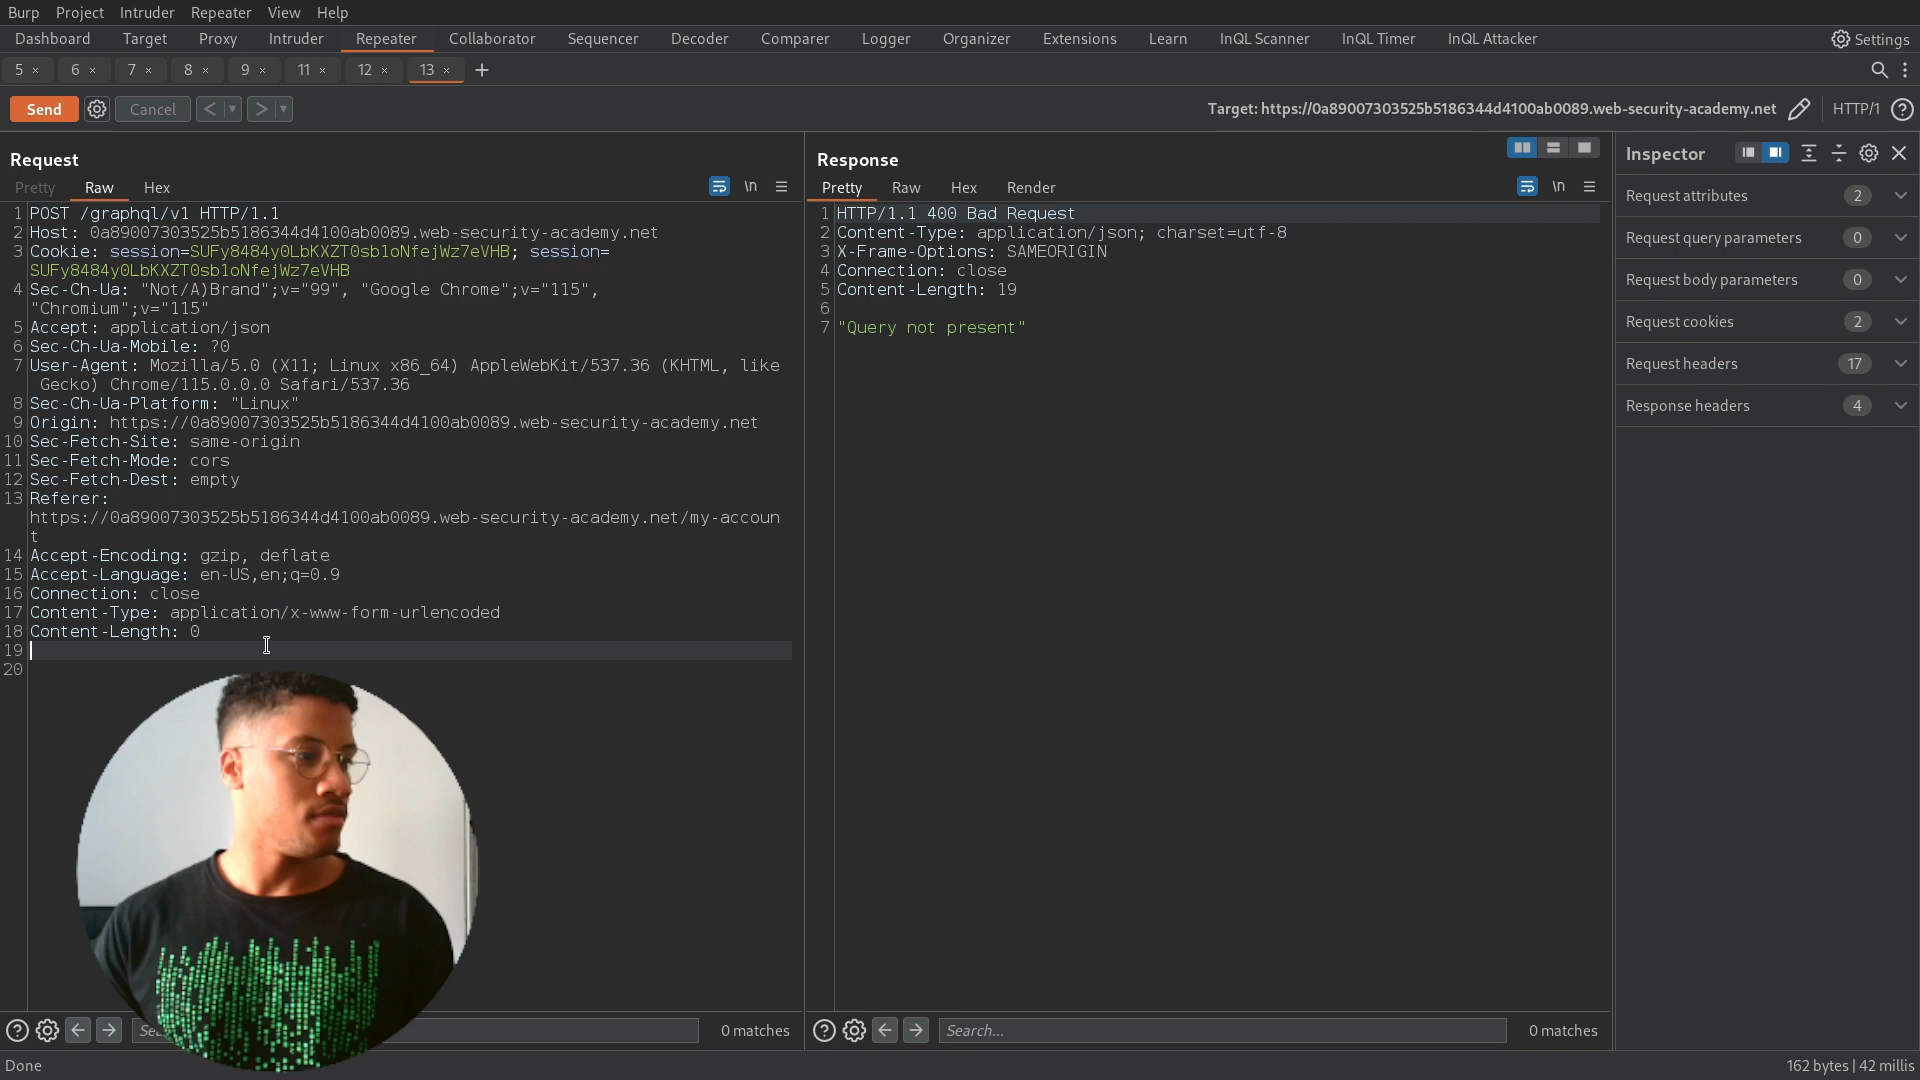 Burp Project Intruder Repeater View Help
Dashboard Target Proxy Intruder Repeater Collaborator Sequencer Decoder Comparer Logger Organizer Extensions Learn InQL Scanner InQL Timer InQL Attacker Settings
5 × 6 × 7 × 8 × 9 × 11 × 12 × 13 × +
Send Cancel < > Target: https://0a89007303525b5186344d4100ab0089.web-security-academy.net HTTP/1 ?
Request
Pretty Raw Hex \n
1 POST /graphql/v1 HTTP/1.1
2 Host: 0a89007303525b5186344d4100ab0089.web-security-academy.net
3 Cookie: session=SUFy8484y0LbKXZT0sb1oNfejWz7eVHB; session=
SUFy8484y0LbKXZT0sb1oNfejWz7eVHB
4 Sec-Ch-Ua: "Not/A)Brand";v="99", "Google Chrome";v="115",
"Chromium";v="115"
5 Accept: application/json
6 Sec-Ch-Ua-Mobile: ?0
7 User-Agent: Mozilla/5.0 (X11; Linux x86_64) AppleWebKit/537.36 (KHTML, like
Gecko) Chrome/115.0.0.0 Safari/537.36
8 Sec-Ch-Ua-Platform: "Linux"
9 Origin: https://0a89007303525b5186344d4100ab0089.web-security-academy.net
10 Sec-Fetch-Site: same-origin
11 Sec-Fetch-Mode: cors
12 Sec-Fetch-Dest: empty
13 Referer:
https://0a89007303525b5186344d4100ab0089.web-security-academy.net/my-accoun
t
14 Accept-Encoding: gzip, deflate
15 Accept-Language: en-US,en;q=0.9
16 Connection: close
17 Content-Type: application/x-www-form-urlencoded
18 Content-Length: 0
19
20
? 0 matches
Response
Pretty Raw Hex Render \n
1 HTTP/1.1 400 Bad Request
2 Content-Type: application/json; charset=utf-8
3 X-Frame-Options: SAMEORIGIN
4 Connection: close
5 Content-Length: 19
6
7 "Query not present"
? Search... 0 matches
Inspector
Request attributes 2
Request query parameters 0
Request body parameters 0
Request cookies 2
Request headers 17
Response headers 4
Done 162 bytes | 42 millis